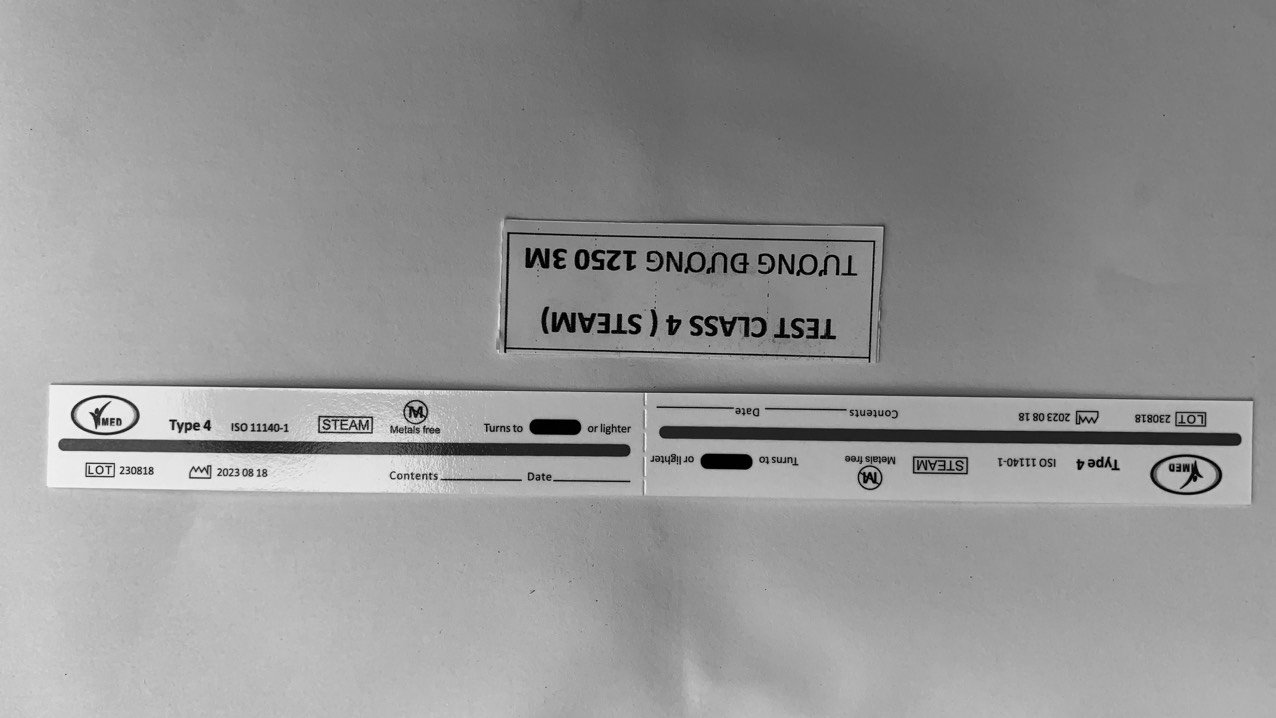 TEST CLASS 4 ( STEAM)
TƯƠNG ĐƯƠNG 1250 3M
VMED Type 4 ISO 11140-1 STEAM M Metals free Turns to or lighter
LOT 230818 2023 08 18 Contents Date
VMED Type 4 ISO 11140-1 STEAM M Metals free Turns to or lighter
LOT 230818 2023 08 18 Contents Date